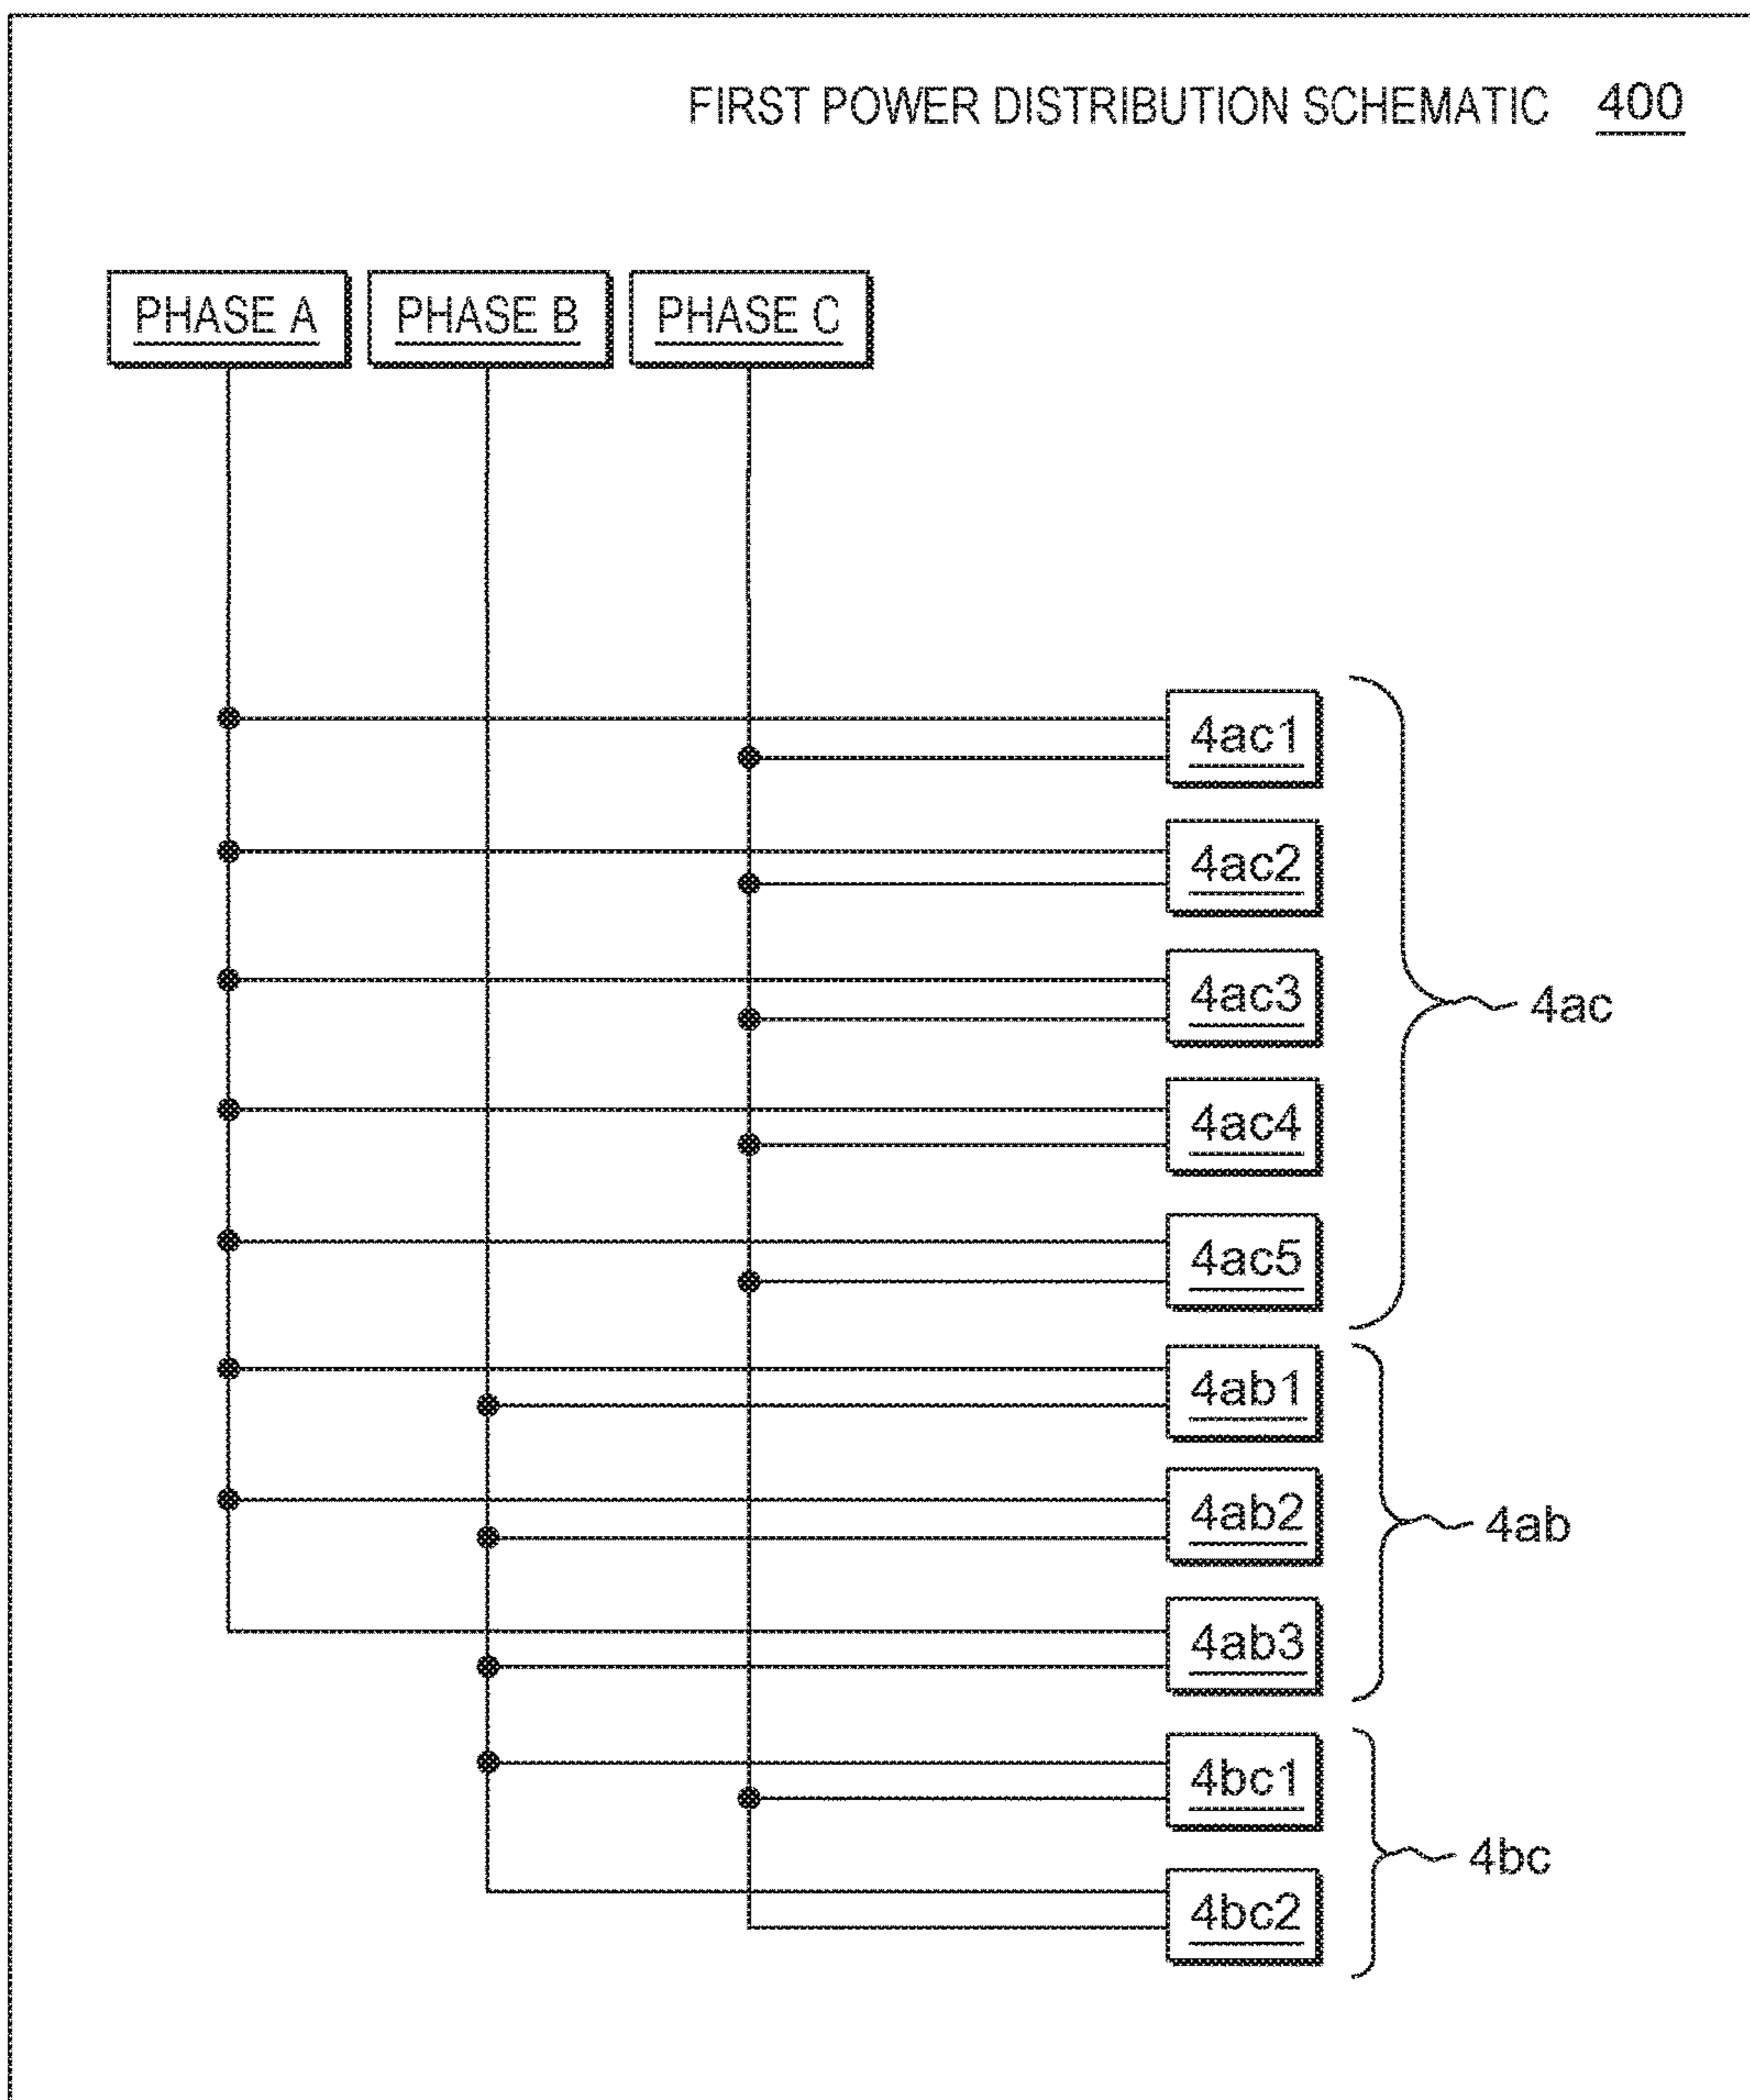 FIRST POWER DISTRIBUTION SCHEMATIC 400
PHASE A PHASE B PHASE C
4ac1
4ac2
4ac3
4ac
4ac4
4ac5
4ab1
4ab2
4ab
4ab3
4bc1
4bc
4bc2